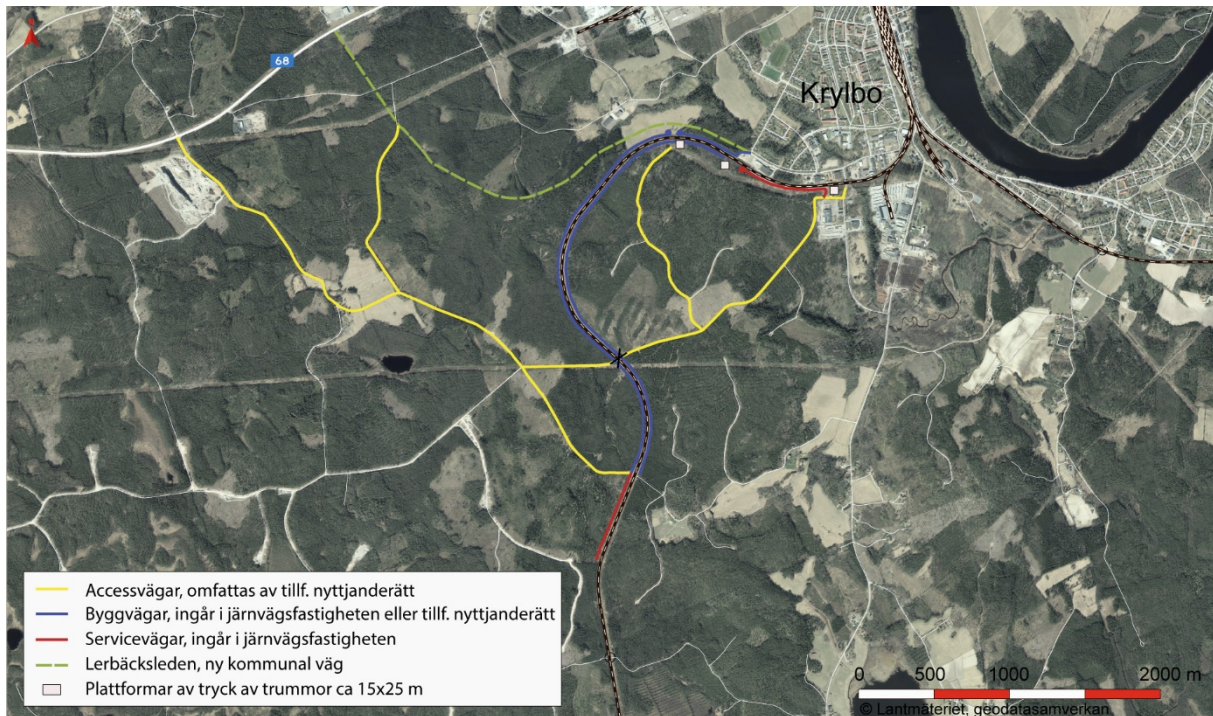 68
Krylbo
Accessvägar, omfattas av tillf. nyttjanderätt
Byggvägar, ingår i järnvägsfastigheten eller tillf. nyttjanderätt
Servicevägar, ingår i järnvägsfastigheten
Lerbäcksleden, ny kommunal väg
Plattformar av tryck av trummor ca 15x25 m
0 500 1000 2000 m
© Lantmäteriet, geodatasamverkan.